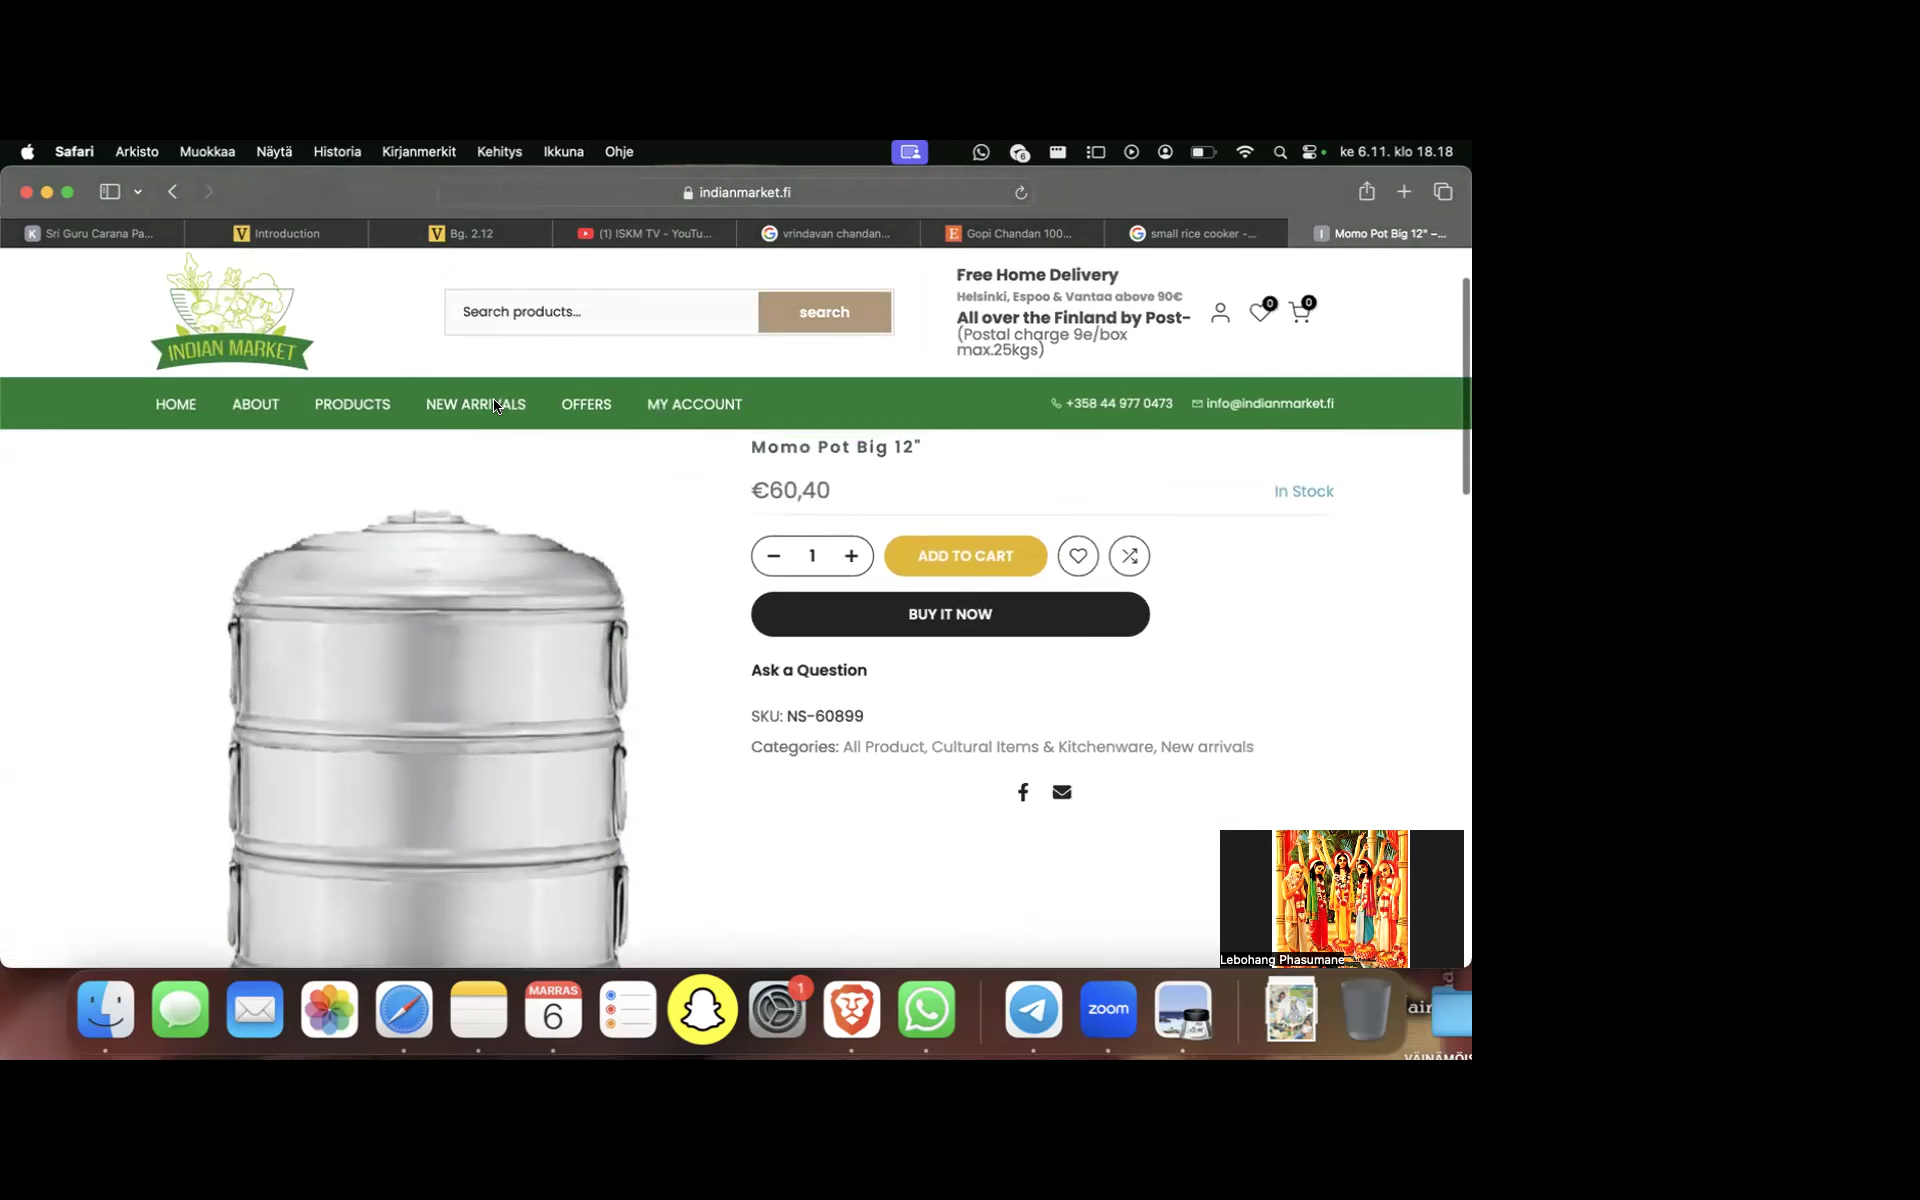 Safari Arkisto Muokkaa Näytä Historia Kirjanmerkit Kehitys Ikkuna Ohje
6
ke 6.11. klo 18.18
indianmarket.fi
K Sri Guru Carana Pa...
V Introduction
V Bg. 2.12
(1) ISKM TV - YouTu...
G vrindavan chandan...
E Gopi Chandan 100...
G small rice cooker -...
I Momo Pot Big 12" –...
INDIAN MARKET
Search products...
search
Free Home Delivery
Helsinki, Espoo & Vantaa above 90€
All over the Finland by Post-
(Postal charge 9e/box
max.25kgs)
0
0
HOME ABOUT PRODUCTS NEW ARRIVALS OFFERS MY ACCOUNT
+358 44 977 0473 info@indianmarket.fi
Momo Pot Big 12"
€60,40
In Stock
− 1 +
ADD TO CART
BUY IT NOW
Ask a Question
SKU: NS-60899
Categories: All Product, Cultural Items & Kitchenware, New arrivals
Lebohang Phasumane
MARRAS
6
1
zoom
air
VÄINÄMÖIS